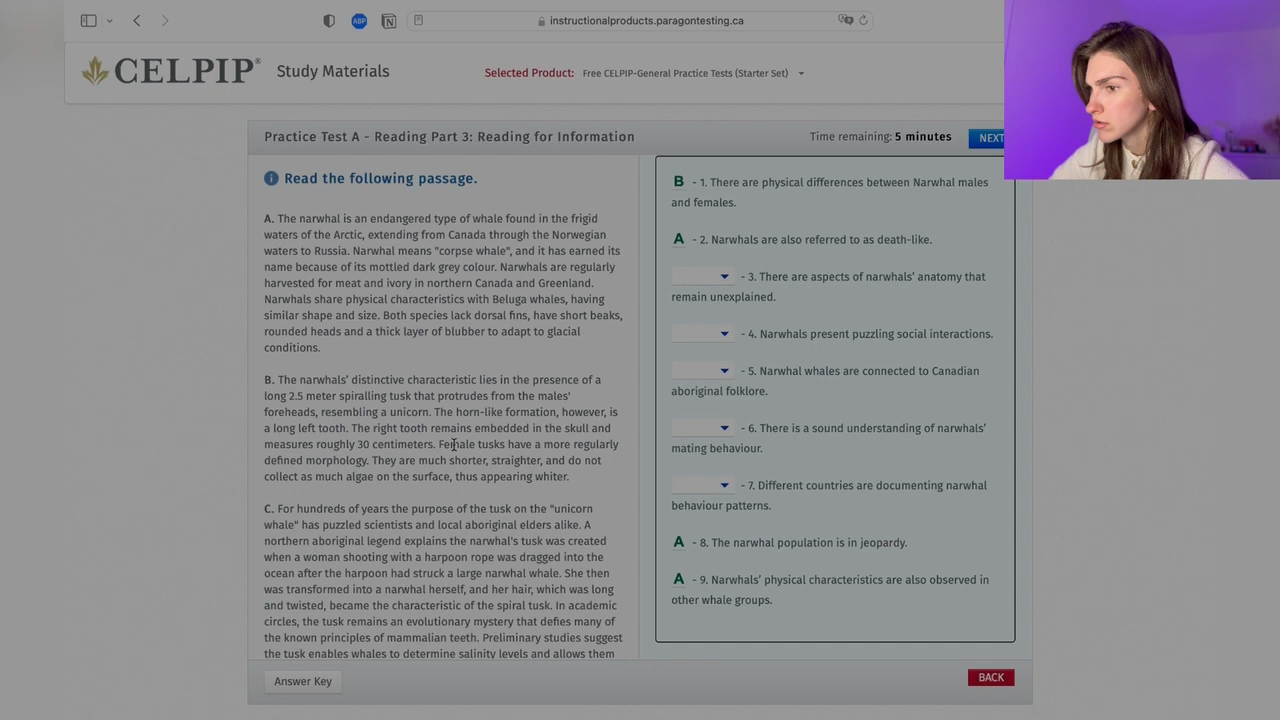 instructionalproducts.paragontesting.ca
CELPIP®
Study Materials
Selected Product: Free CELPIP-General Practice Tests (Starter Set)
Practice Test A - Reading Part 3: Reading for Information
Time remaining: 5 minutes
NEXT
Read the following passage.
A. The narwhal is an endangered type of whale found in the frigid
waters of the Arctic, extending from Canada through the Norwegian
waters to Russia. Narwhal means "corpse whale", and it has earned its
name because of its mottled dark grey colour. Narwhals are regularly
harvested for meat and ivory in northern Canada and Greenland.
Narwhals share physical characteristics with Beluga whales, having
similar shape and size. Both species lack dorsal fins, have short beaks,
rounded heads and a thick layer of blubber to adapt to glacial
conditions.
B. The narwhals' distinctive characteristic lies in the presence of a
long 2.5 meter spiralling tusk that protrudes from the males'
foreheads, resembling a unicorn. The horn-like formation, however, is
a long left tooth. The right tooth remains embedded in the skull and
measures roughly 30 centimeters. Female tusks have a more regularly
defined morphology. They are much shorter, straighter, and do not
collect as much algae on the surface, thus appearing whiter.
C. For hundreds of years the purpose of the tusk on the "unicorn
whale" has puzzled scientists and local aboriginal elders alike. A
northern aboriginal legend explains the narwhal's tusk was created
when a woman shooting with a harpoon rope was dragged into the
ocean after the harpoon had struck a large narwhal whale. She then
was transformed into a narwhal herself, and her hair, which was long
and twisted, became the characteristic of the spiral tusk. In academic
circles, the tusk remains an evolutionary mystery that defies many of
the known principles of mammalian teeth. Preliminary studies suggest
the tusk enables whales to determine salinity levels and allows them
B - 1. There are physical differences between Narwhal males
and females.
A - 2. Narwhals are also referred to as death-like.
- 3. There are aspects of narwhals' anatomy that
remain unexplained.
- 4. Narwhals present puzzling social interactions.
- 5. Narwhal whales are connected to Canadian
aboriginal folklore.
- 6. There is a sound understanding of narwhals'
mating behaviour.
- 7. Different countries are documenting narwhal
behaviour patterns.
A - 8. The narwhal population is in jeopardy.
A - 9. Narwhals' physical characteristics are also observed in
other whale groups.
Answer Key
BACK
ABP